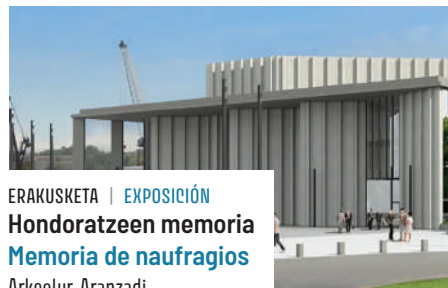 ERAKUSKETA | EXPOSICIÓN
Hondoratzeen memoria
Memoria de naufragios
Arkeolur-Aranzadi